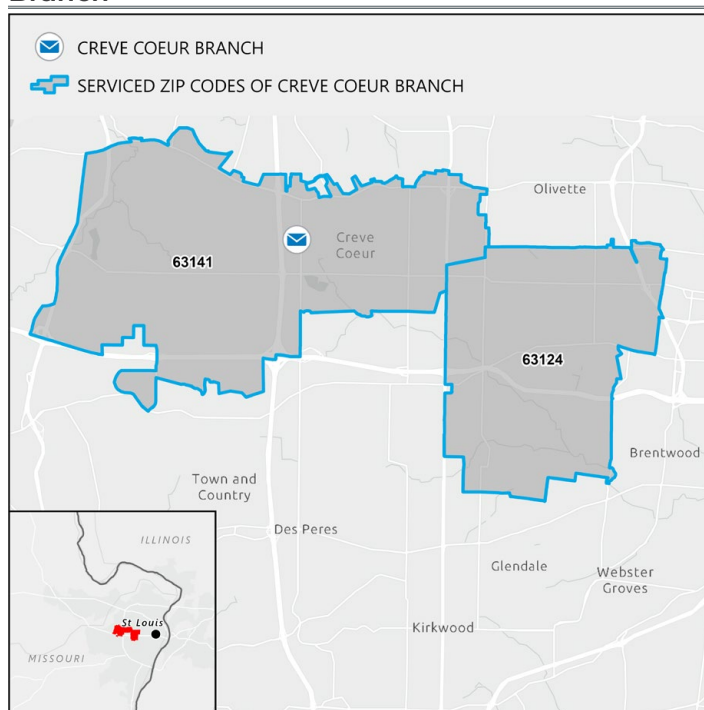 Branch
CREVE COEUR BRANCH
SERVICED ZIP CODES OF CREVE COEUR BRANCH
Olivette
Creve
Coeur
63141
63124
Brentwood
Town and
Country
Des Peres
Glendale
Webster
Groves
Kirkwood
ILLINOIS
St Louis
MISSOURI